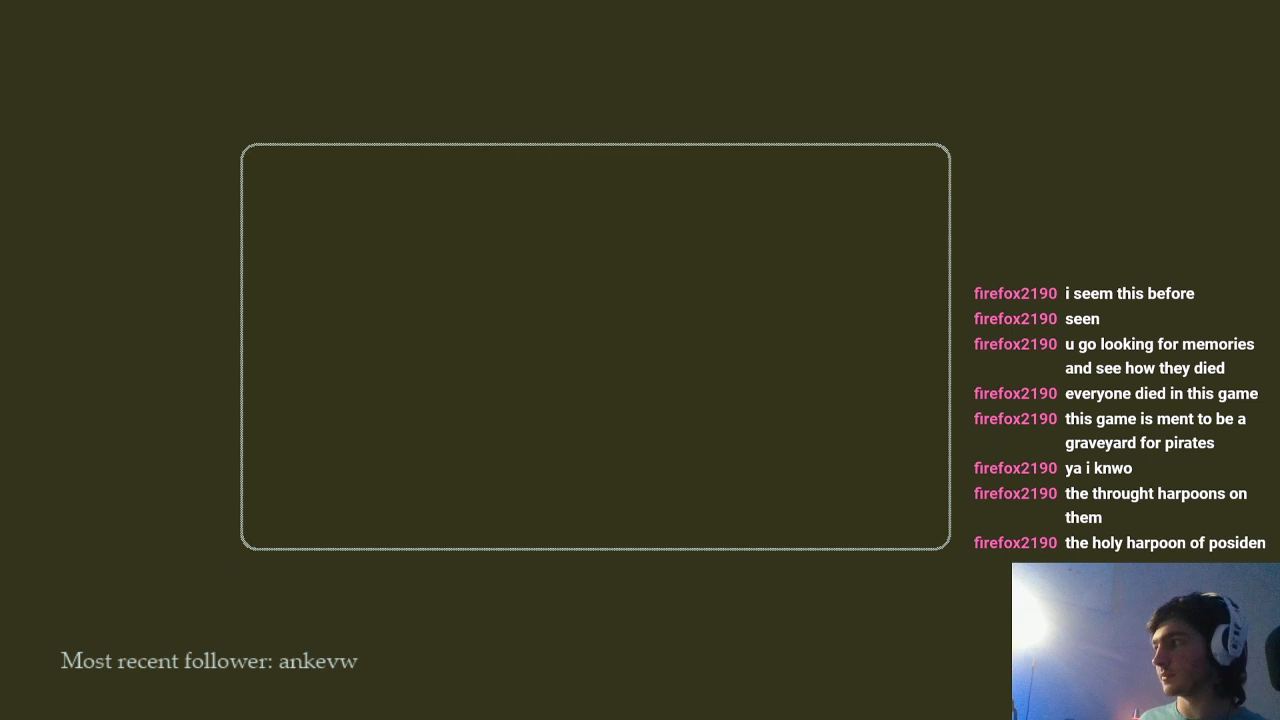 firefox2190 i seem this before
firefox2190 seen
firefox2190 u go looking for memories
and see how they died
firefox2190 everyone died in this game
firefox2190 this game is ment to be a
graveyard for pirates
firefox2190 ya i knwo
firefox2190 the throught harpoons on
them
firefox2190 the holy harpoon of posiden
Most recent follower: ankevw